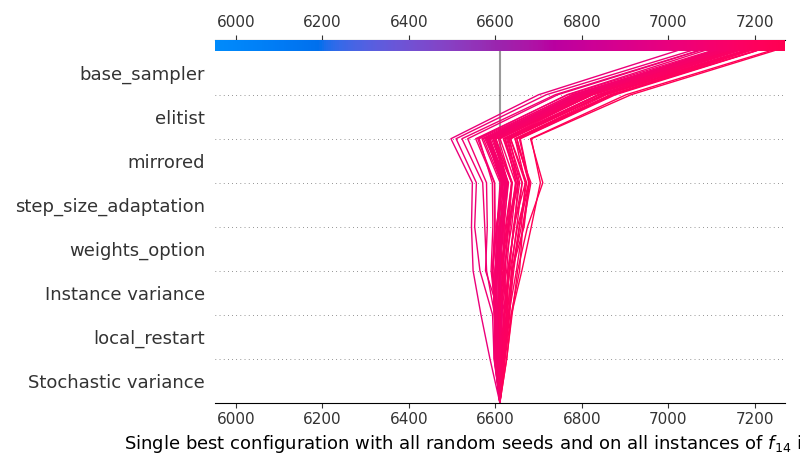 6000 6200 6400 6600 6800 7000 7200
base_sampler
elitist
mirrored
step_size_adaptation
weights_option
Instance variance
local_restart
Stochastic variance
6000 6200 6400 6600 6800 7000 7200
Single best configuration with all random seeds and on all instances of f₁₄ i